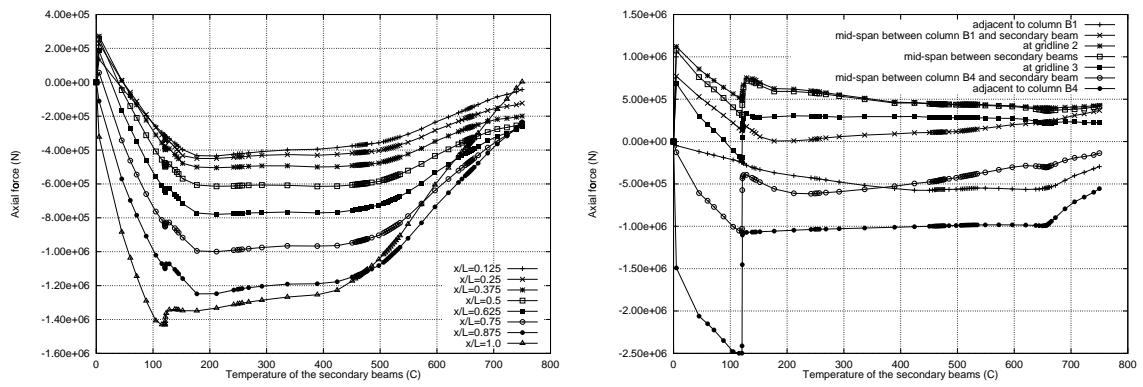 4.00e+05
2.00e+05
0.00e+00
-2.00e+05
-4.00e+05
-6.00e+05
-8.00e+05
-1.00e+06
-1.20e+06
-1.40e+06
-1.60e+06
Axial force (N)
x/L=0.125
x/L=0.25
x/L=0.375
x/L=0.5
x/L=0.625
x/L=0.75
x/L=0.875
x/L=1.0
0 100 200 300 400 500 600 700 800
Temperature of the secondary beams (C)
1.50e+06
1.00e+06
5.00e+05
0.00e+00
-5.00e+05
-1.00e+06
-1.50e+06
-2.00e+06
-2.50e+06
Axial force (N)
adjacent to column B1
mid-span between column B1 and secondary beam
at gridline 2
mid-span between secondary beams
at gridline 3
mid-span between column B4 and secondary beam
adjacent to column B4
0 100 200 300 400 500 600 700 800
Temperature of the secondary beams (C)